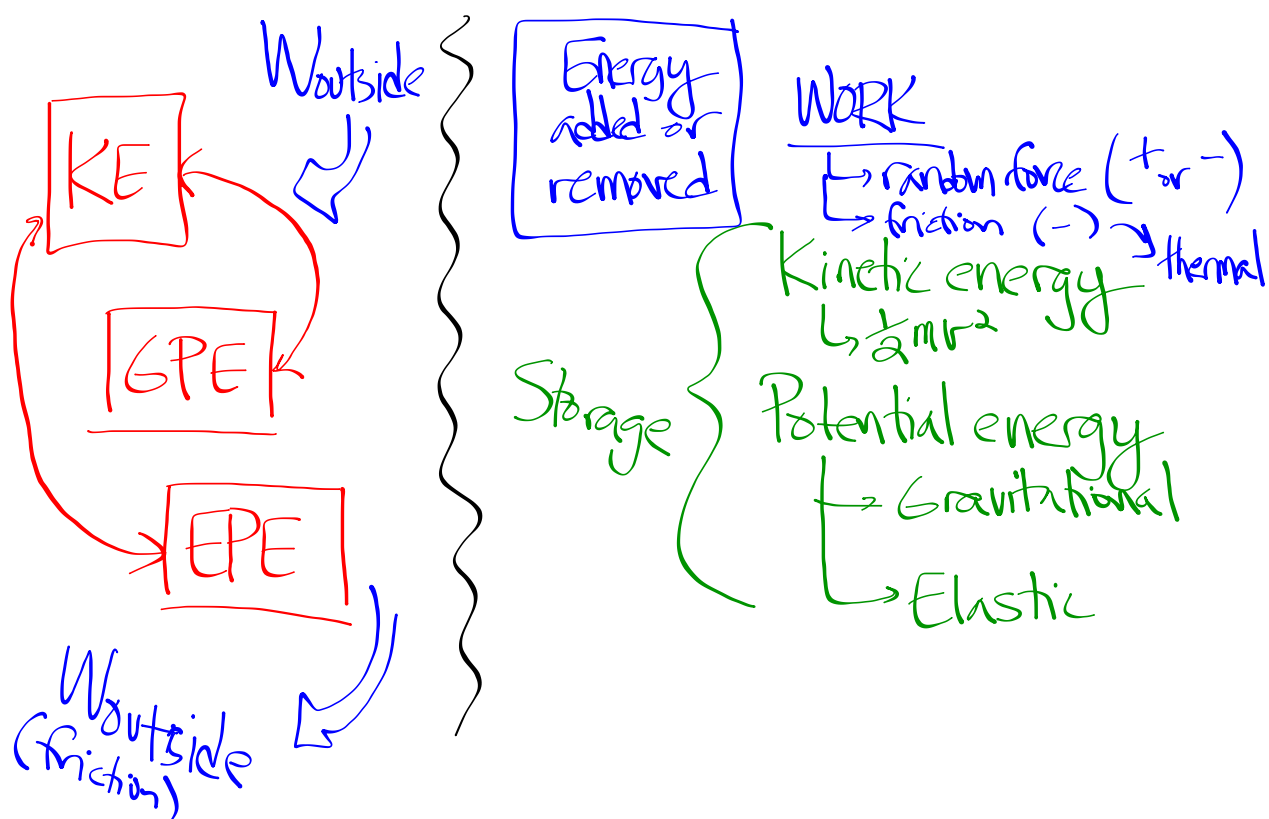 Woutside
KE
GPE
EPE
Woutside
(friction)
Energy
added or
removed
WORK
random force (+ or -)
friction (-) → thermal
Storage
Kinetic energy
½mv²
Potential energy
Gravitational
Elastic